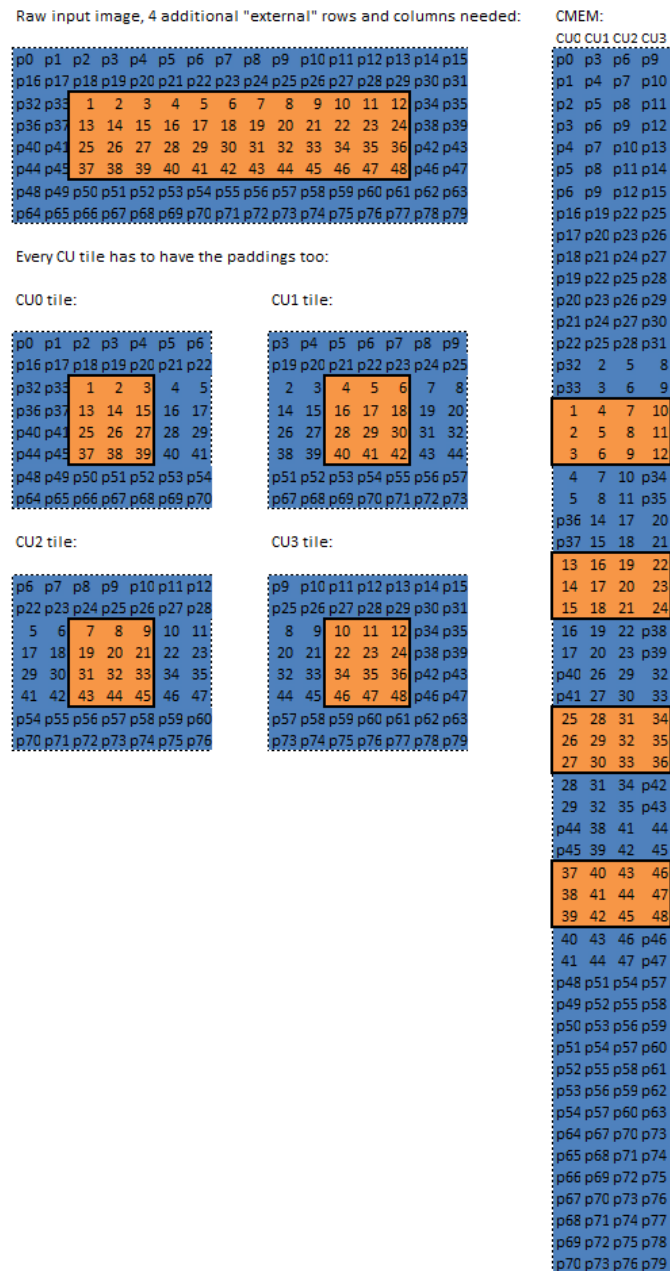 Raw input image, 4 additional "external" rows and columns needed:
p0 p1 p2 p3 p4 p5 p6 p7 p8 p9 p10 p11 p12 p13 p14 p15
p16 p17 p18 p19 p20 p21 p22 p23 p24 p25 p26 p27 p28 p29 p30 p31
p32 p33 1 2 3 4 5 6 7 8 9 10 11 12 p34 p35
p36 p37 13 14 15 16 17 18 19 20 21 22 23 24 p38 p39
p40 p41 25 26 27 28 29 30 31 32 33 34 35 36 p42 p43
p44 p45 37 38 39 40 41 42 43 44 45 46 47 48 p46 p47
p48 p49 p50 p51 p52 p53 p54 p55 p56 p57 p58 p59 p60 p61 p62 p63
p64 p65 p66 p67 p68 p69 p70 p71 p72 p73 p74 p75 p76 p77 p78 p79
Every CU tile has to have the paddings too:
CU0 tile:
p0 p1 p2 p3 p4 p5 p6
p16 p17 p18 p19 p20 p21 p22
p32 p33 1 2 3 4 5
p36 p37 13 14 15 16 17
p40 p41 25 26 27 28 29
p44 p45 37 38 39 40 41
p48 p49 p50 p51 p52 p53 p54
p64 p65 p66 p67 p68 p69 p70
CU1 tile:
p3 p4 p5 p6 p7 p8 p9
p19 p20 p21 p22 p23 p24 p25
2 3 4 5 6 7 8
14 15 16 17 18 19 20
26 27 28 29 30 31 32
38 39 40 41 42 43 44
p51 p52 p53 p54 p55 p56 p57
p67 p68 p69 p70 p71 p72 p73
CU2 tile:
p6 p7 p8 p9 p10 p11 p12
p22 p23 p24 p25 p26 p27 p28
5 6 7 8 9 10 11
17 18 19 20 21 22 23
29 30 31 32 33 34 35
41 42 43 44 45 46 47
p54 p55 p56 p57 p58 p59 p60
p70 p71 p72 p73 p74 p75 p76
CU3 tile:
p9 p10 p11 p12 p13 p14 p15
p25 p26 p27 p28 p29 p30 p31
8 9 10 11 12 p34 p35
20 21 22 23 24 p38 p39
32 33 34 35 36 p42 p43
44 45 46 47 48 p46 p47
p57 p58 p59 p60 p61 p62 p63
p73 p74 p75 p76 p77 p78 p79
CMEM:
CU0 CU1 CU2 CU3
p0 p3 p6 p9
p1 p4 p7 p10
p2 p5 p8 p11
p3 p6 p9 p12
p4 p7 p10 p13
p5 p8 p11 p14
p6 p9 p12 p15
p16 p19 p22 p25
p17 p20 p23 p26
p18 p21 p24 p27
p19 p22 p25 p28
p20 p23 p26 p29
p21 p24 p27 p30
p22 p25 p28 p31
p32 2 5 8
p33 3 6 9
1 4 7 10
2 5 8 11
3 6 9 12
4 7 10 p34
5 8 11 p35
p36 14 17 20
p37 15 18 21
13 16 19 22
14 17 20 23
15 18 21 24
16 19 22 p38
17 20 23 p39
p40 26 29 32
p41 27 30 33
25 28 31 34
26 29 32 35
27 30 33 36
28 31 34 p42
29 32 35 p43
p44 38 41 44
p45 39 42 45
37 40 43 46
38 41 44 47
39 42 45 48
40 43 46 p46
41 44 47 p47
p48 p51 p54 p57
p49 p52 p55 p58
p50 p53 p56 p59
p51 p54 p57 p60
p52 p55 p58 p61
p53 p56 p59 p62
p54 p57 p60 p63
p64 p67 p70 p73
p65 p68 p71 p74
p66 p69 p72 p75
p67 p70 p73 p76
p68 p71 p74 p77
p69 p72 p75 p78
p70 p73 p76 p79